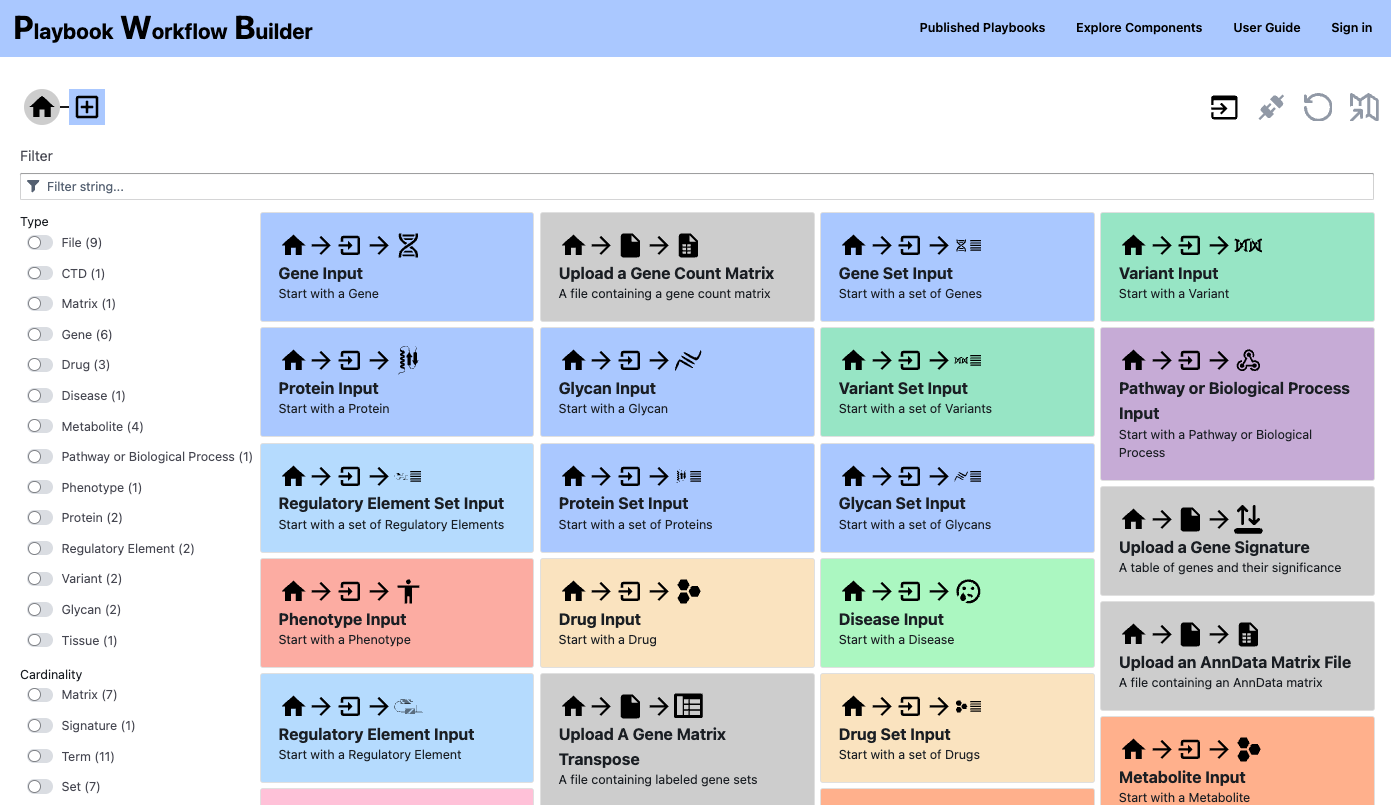 Playbook Workflow Builder
Published Playbooks
Explore Components
User Guide
Sign in
Filter
Filter string...
Type
File (9)
CTD (1)
Matrix (1)
Gene (6)
Drug (3)
Disease (1)
Metabolite (4)
Pathway or Biological Process (1)
Phenotype (1)
Protein (2)
Regulatory Element (2)
Variant (2)
Glycan (2)
Tissue (1)
Cardinality
Matrix (7)
Signature (1)
Term (11)
Set (7)
Gene Input
Start with a Gene
Upload a Gene Count Matrix
A file containing a gene count matrix
Gene Set Input
Start with a set of Genes
Variant Input
Start with a Variant
Protein Input
Start with a Protein
Glycan Input
Start with a Glycan
Variant Set Input
Start with a set of Variants
Pathway or Biological Process
Input
Start with a Pathway or Biological
Process
Regulatory Element Set Input
Start with a set of Regulatory Elements
Protein Set Input
Start with a set of Proteins
Glycan Set Input
Start with a set of Glycans
Upload a Gene Signature
A table of genes and their significance
Phenotype Input
Start with a Phenotype
Drug Input
Start with a Drug
Disease Input
Start with a Disease
Upload an AnnData Matrix File
A file containing an AnnData matrix
Regulatory Element Input
Start with a Regulatory Element
Upload A Gene Matrix
Transpose
A file containing labeled gene sets
Drug Set Input
Start with a set of Drugs
Metabolite Input
Start with a Metabolite